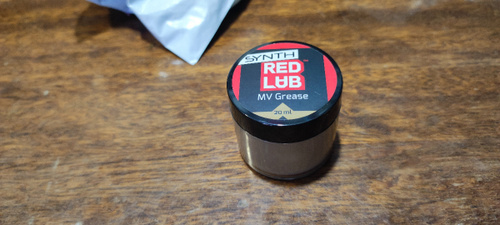 SYNTH
RED
LUB
MV Grease
20 ml